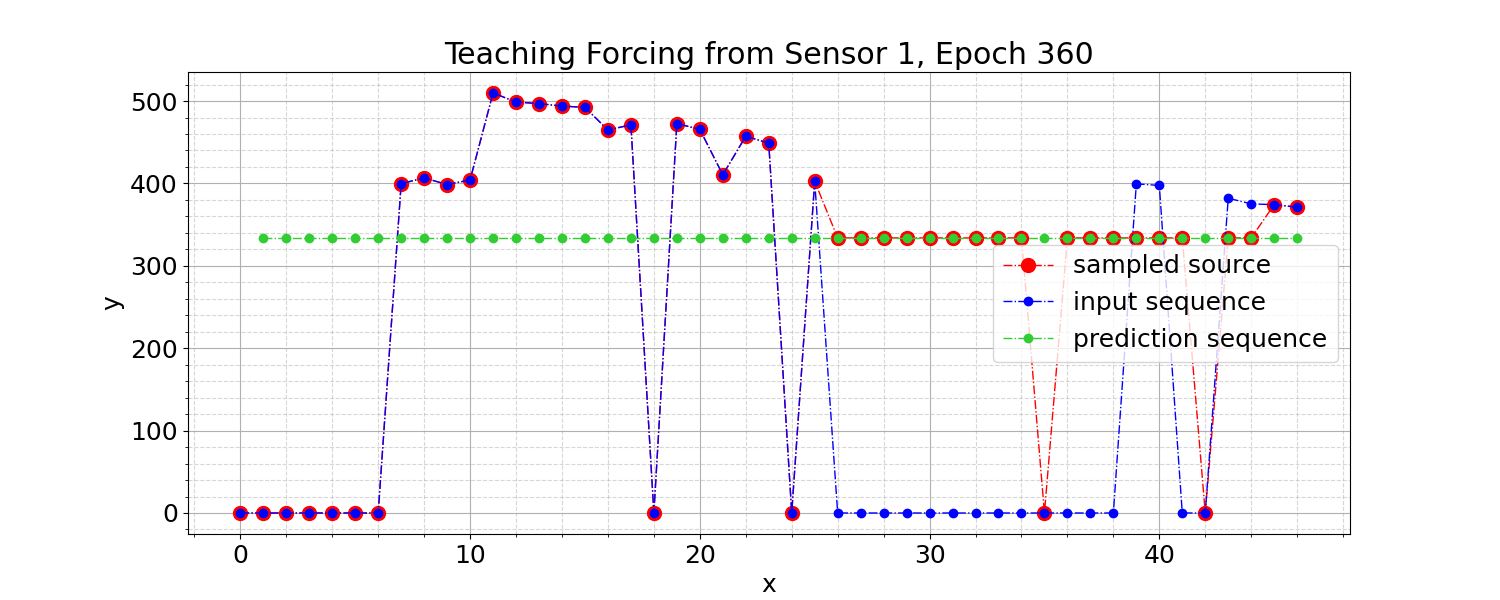 Teaching Forcing from Sensor 1, Epoch 360
500
400
300
200
100
0
y
sampled source
input sequence
prediction sequence
0 10 20 30 40
x